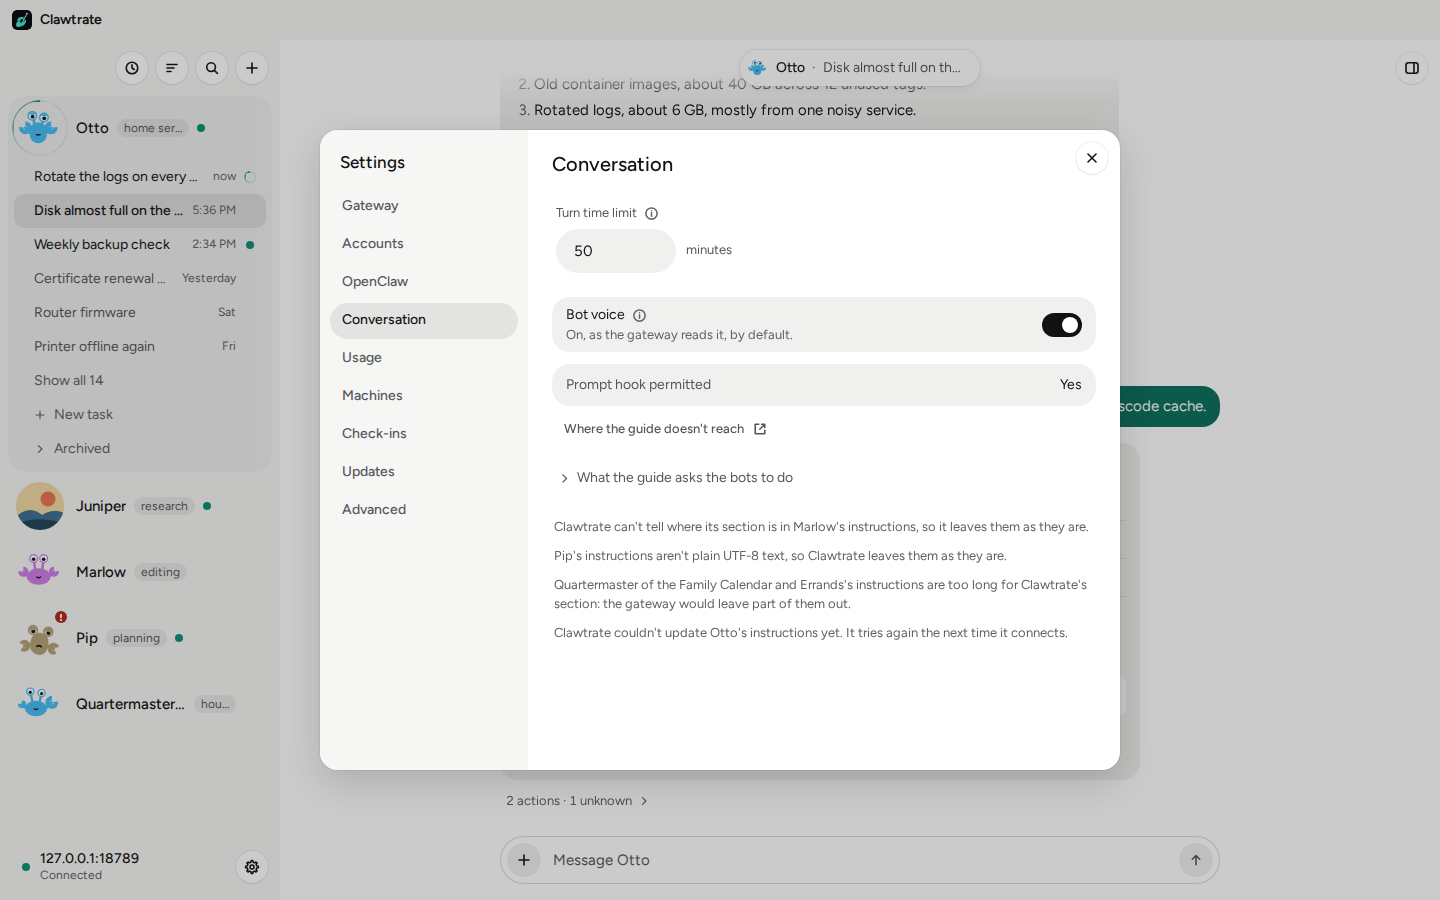 Clawtrate
Otto · Disk almost full on th...
Otto home ser...
Rotate the logs on every ... now
Disk almost full on the ... 5:36 PM
Weekly backup check 2:34 PM
Certificate renewal ... Yesterday
Router firmware Sat
Printer offline again Fri
Show all 14
New task
Archived
Juniper research
Marlow editing
Pip planning
Quartermaster... hou...
127.0.0.1:18789
Connected
2. Old container images, about 40 GB across 12 unused tags.
3. Rotated logs, about 6 GB, mostly from one noisy service.
Settings
Gateway
Accounts
OpenClaw
Conversation
Usage
Machines
Check-ins
Updates
Advanced
Conversation
Turn time limit
50 minutes
Bot voice
On, as the gateway reads it, by default.
Prompt hook permitted Yes
Where the guide doesn't reach
What the guide asks the bots to do
Clawtrate can't tell where its section is in Marlow's instructions, so it leaves them as they are.
Pip's instructions aren't plain UTF-8 text, so Clawtrate leaves them as they are.
Quartermaster of the Family Calendar and Errands's instructions are too long for Clawtrate's
section: the gateway would leave part of them out.
Clawtrate couldn't update Otto's instructions yet. It tries again the next time it connects.
scode cache.
2 actions · 1 unknown
Message Otto